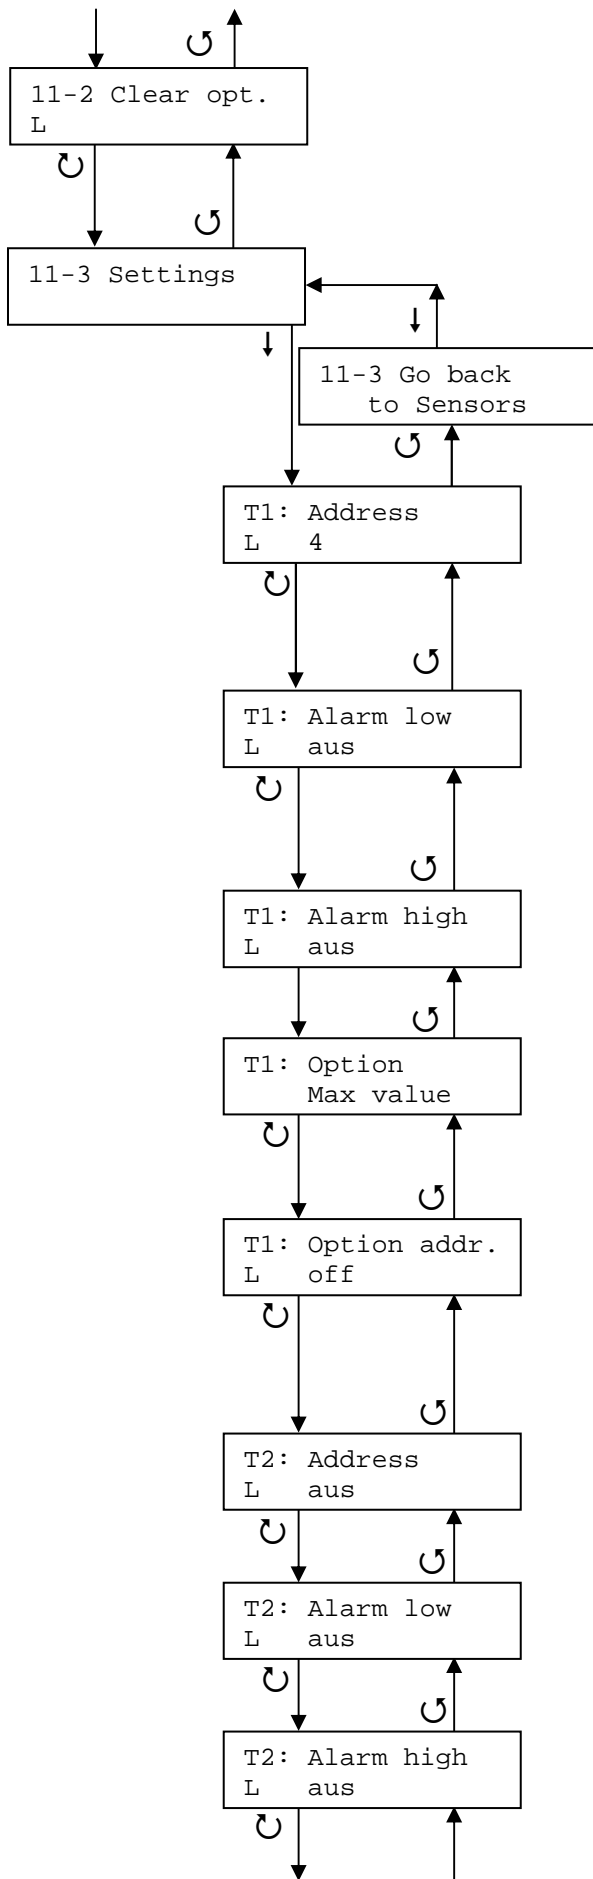 11-2 Clear opt.
L
11-3 Settings
11-3 Go back
to Sensors
T1: Address
L 4
T1: Alarm low
L aus
T1: Alarm high
L aus
T1: Option
Max value
T1: Option addr.
L off
T2: Address
L aus
T2: Alarm low
L aus
T2: Alarm high
L aus